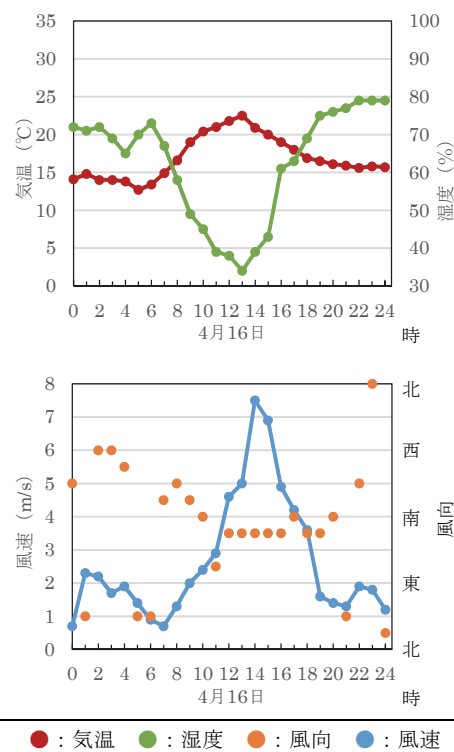 35 100
30 90
25 80
20 70
15 60
10 50
5 40
0 30
気温（℃）
湿度（%）
0 2 4 6 8 10 12 14 16 18 20 22 24
4月16日 時
8 北
7
6 西
5
4 南
3
2 東
1
0 北
風速（m/s）
風向
0 2 4 6 8 10 12 14 16 18 20 22 24
4月16日 時
：気温 ：湿度 ：風向 ：風速